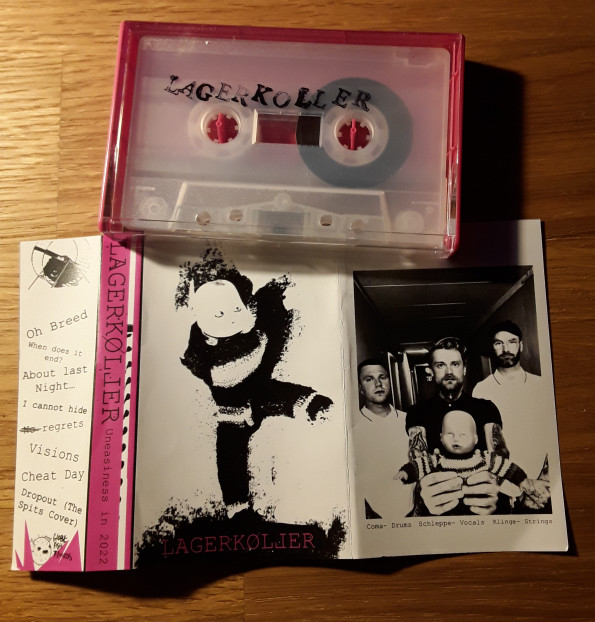 LAGERKOLLER
Oh Breed
When does it
end?
About last
Night…
I cannot hide
No regrets
Visions
Cheat Day
Dropout (The
Spits Cover)
LAGERKØLLER Uneasiness in 2022
LAGERKØLLER
Coma- Drums Schleppe- Vocals Klinge- Strings